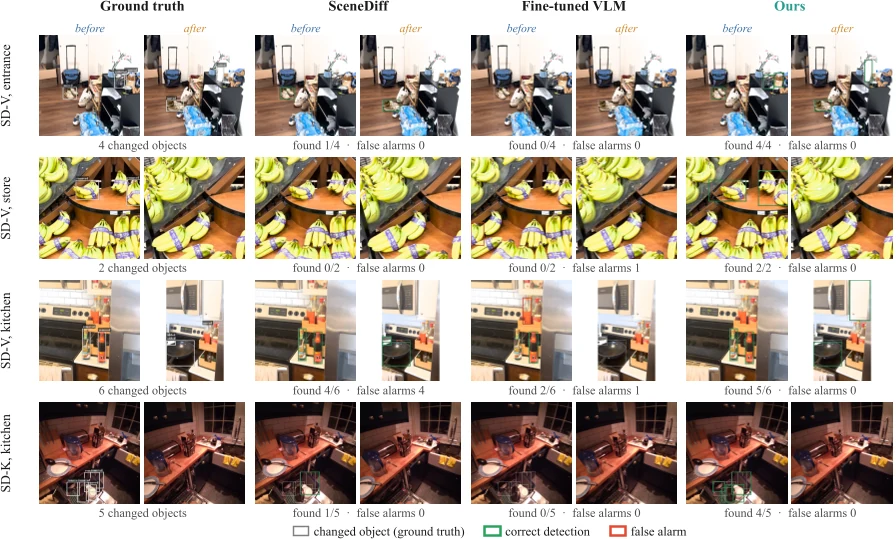 Ground truth SceneDiff Fine-tuned VLM Ours
before after before after before after before after
SD-V, entrance
4 changed objects found 1/4 · false alarms 0 found 0/4 · false alarms 0 found 4/4 · false alarms 0
SD-V, store
2 changed objects found 0/2 · false alarms 0 found 0/2 · false alarms 1 found 2/2 · false alarms 0
SD-V, kitchen
6 changed objects found 4/6 · false alarms 4 found 2/6 · false alarms 1 found 5/6 · false alarms 0
SD-K, kitchen
5 changed objects found 1/5 · false alarms 0 found 0/5 · false alarms 0 found 4/5 · false alarms 0
changed object (ground truth) correct detection false alarm